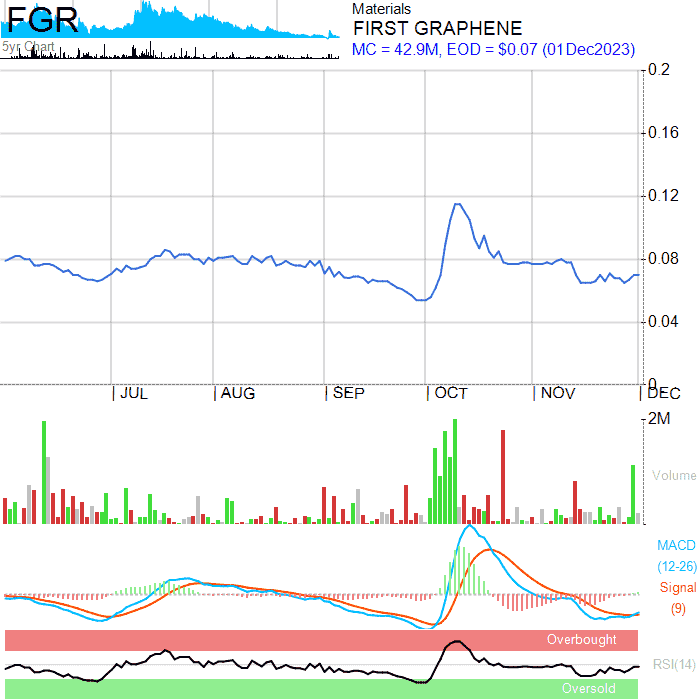 FGR
5yr Chart
Materials
FIRST GRAPHENE
MC = 42.9M, EOD = $0.07 (01Dec2023)
0.2
0.16
0.12
0.08
0.04
0
JUL AUG SEP OCT NOV DEC
2M
Volume
MACD
(12-26)
Signal
(9)
Overbought
RSI(14)
Oversold